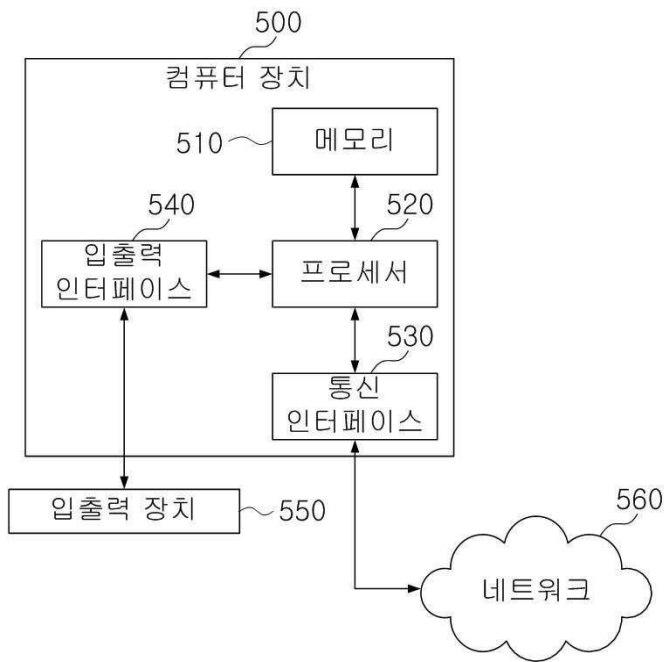 500
컴퓨터 장치
510
메모리
540
520
입출력
인터페이스
프로세서
530
통신
인터페이스
입출력 장치
550
560
네트워크